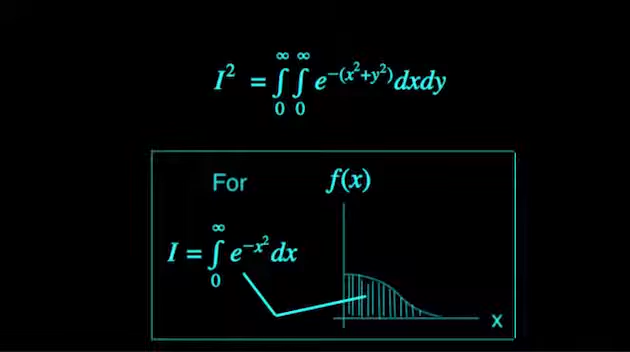 I² = ∫₀^∞ ∫₀^∞ e^{-(x²+y²)} dxdy
For
f(x)
I = ∫₀^∞ e^{-x²} dx
x